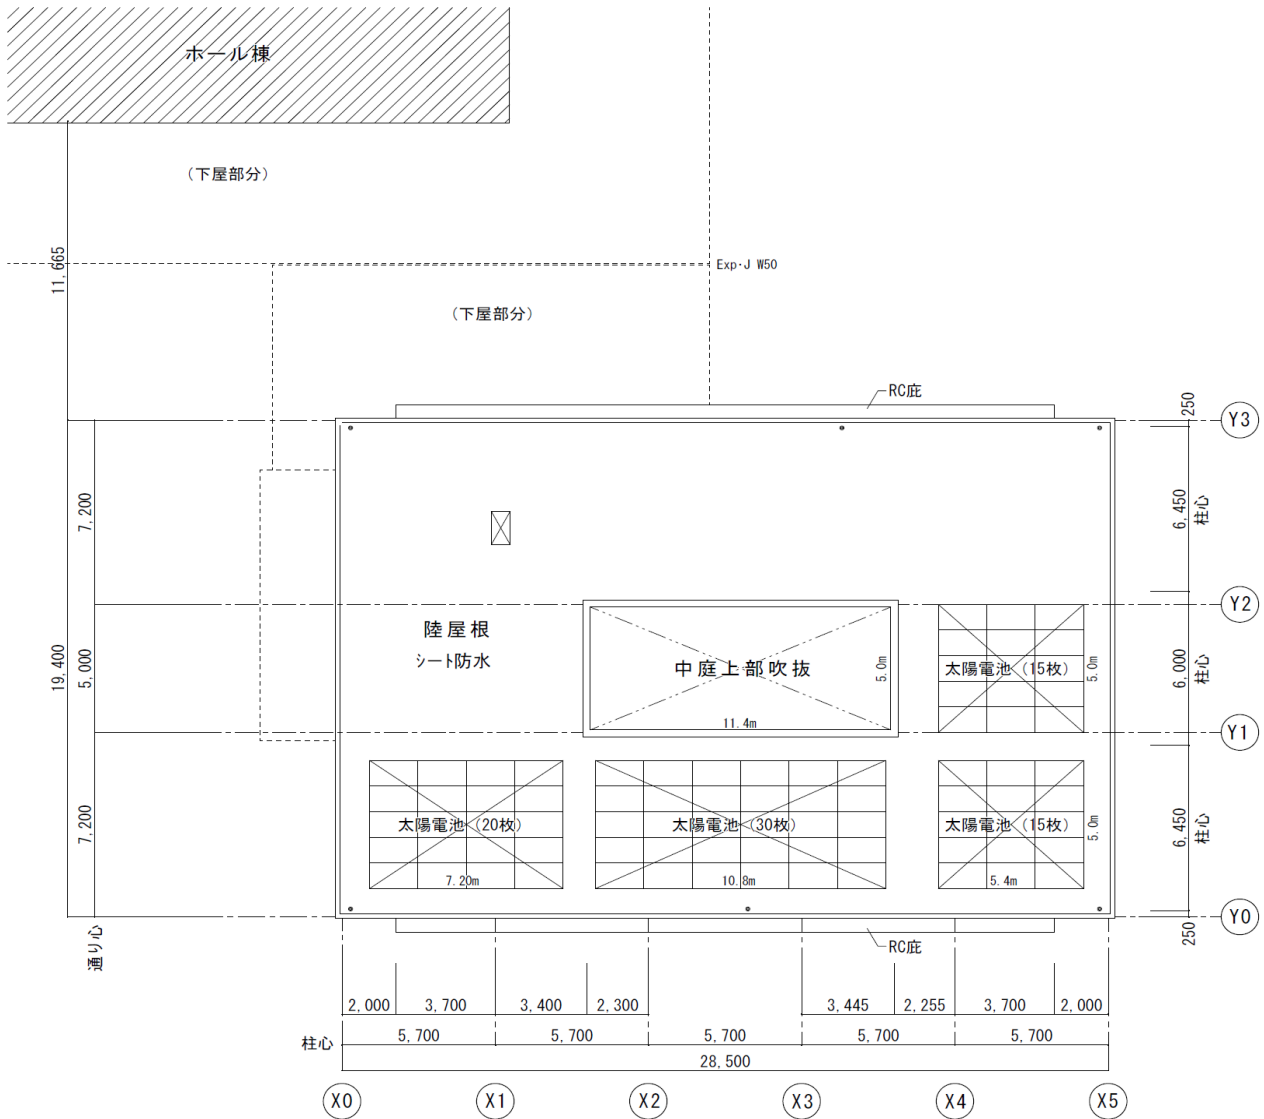 ホール棟
（下屋部分）
11,665
Exp·J W50
（下屋部分）
RC庇
250
Y3
7,200
6,450
柱心
陸屋根
シート防水
中庭上部吹抜
5.0m
11.4m
太陽電池（15枚）
5.0m
Y2
19,400
5,000
6,000
柱心
Y1
太陽電池（20枚）
7.20m
太陽電池（30枚）
10.8m
太陽電池（15枚）
5.4m
5.0m
7,200
6,450
柱心
Y0
250
通り心
RC庇
2,000 3,700 3,400 2,300 3,445 2,255 3,700 2,000
柱心 5,700 5,700 5,700 5,700 5,700
28,500
X0 X1 X2 X3 X4 X5